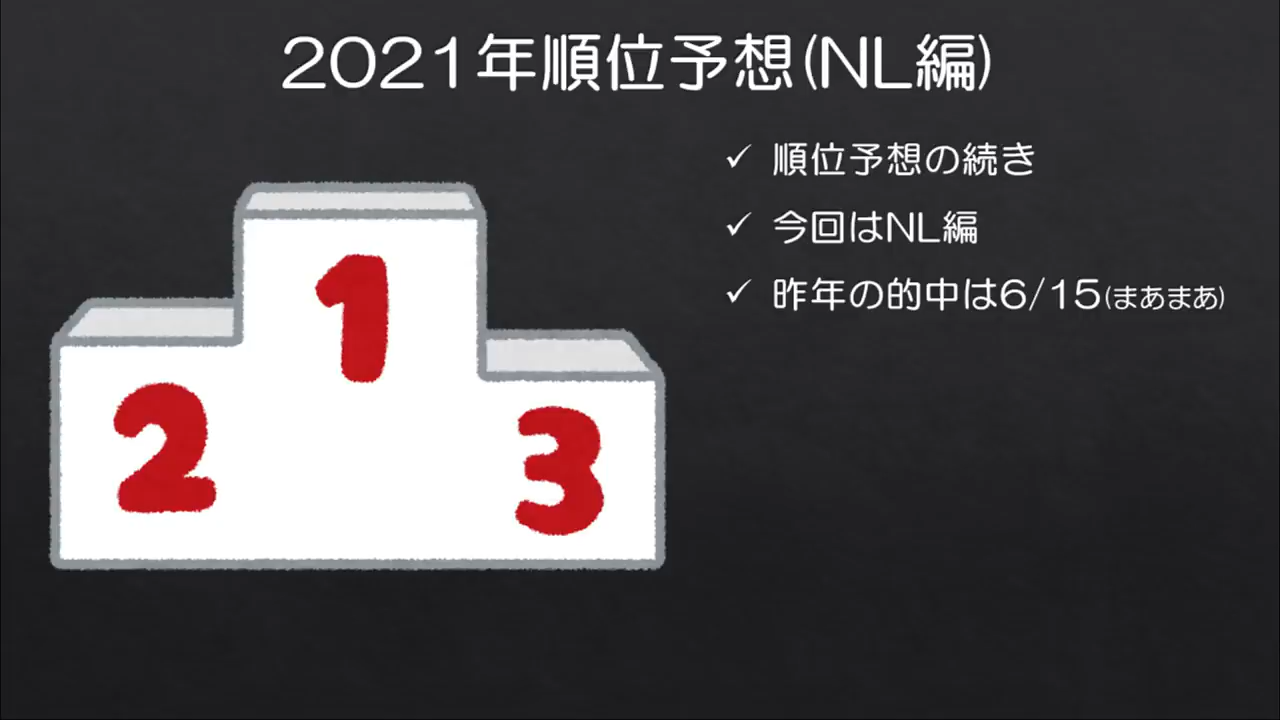 2021年順位予想(NL編)
✓ 順位予想の続き
✓ 今回はNL編
✓ 昨年の的中は6/15(まあまあ)
1
2
3